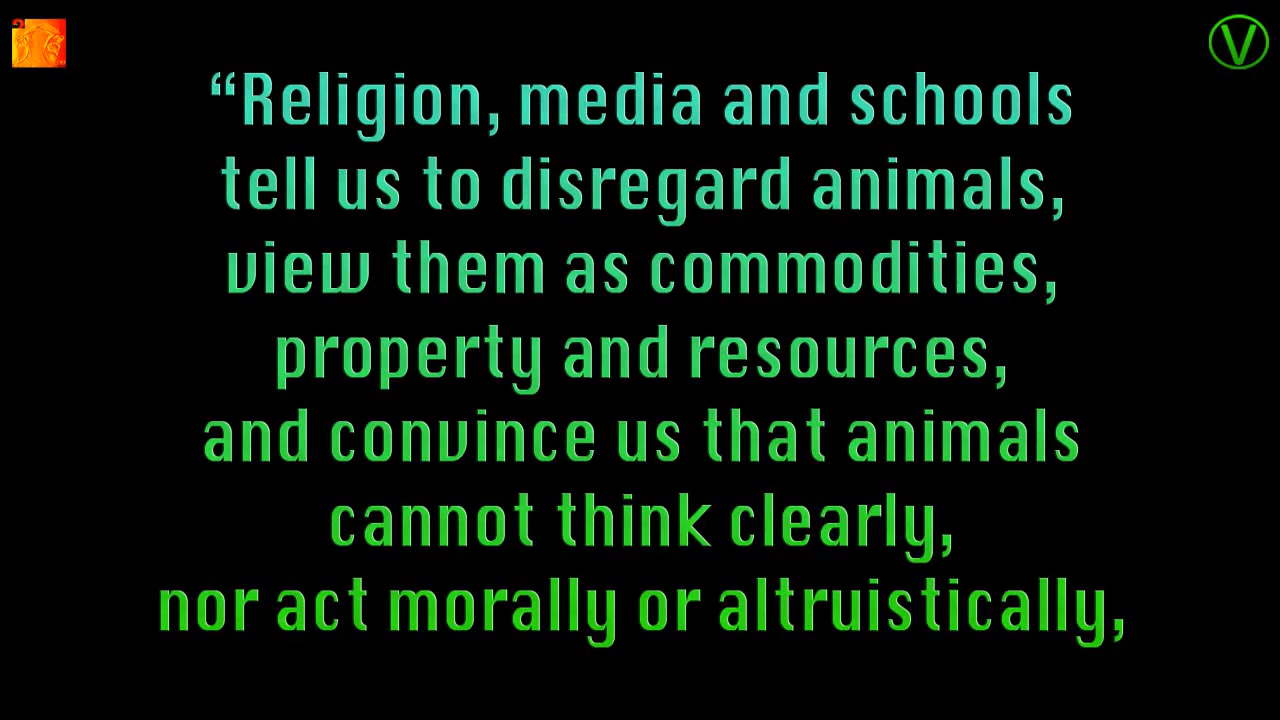 “Religion, media and schools
tell us to disregard animals,
view them as commodities,
property and resources,
and convince us that animals
cannot think clearly,
nor act morally or altruistically,
V